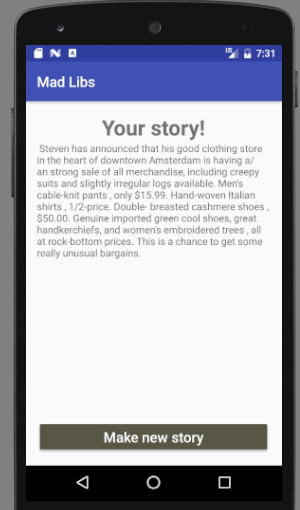 7:31
Mad Libs
Your story!
Steven has announced that his good clothing store
in the heart of downtown Amsterdam is having a/
an strong sale of all merchandise, including creepy
suits and slightly irregular logs available. Men's
cable-knit pants , only $15.99. Hand-woven Italian
shirts , 1/2-price. Double- breasted cashmere shoes ,
$50.00. Genuine imported green cool shoes, great
handkerchiefs, and women's embroidered trees , all
at rock-bottom prices. This is a chance to get some
really unusual bargains.
Make new story